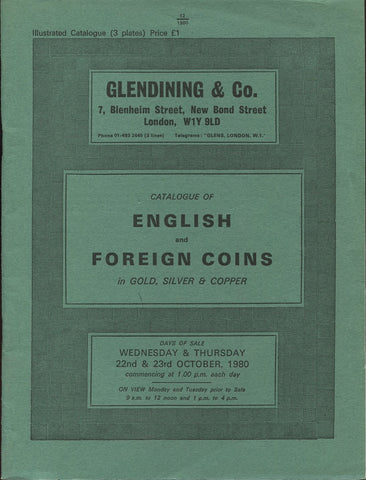 12
1980
Illustrated Catalogue (3 plates) Price £1
GLENDINING & Co.
7, Blenheim Street, New Bond Street
London, W1Y 9LD
Phone 01-493 2445 (3 lines) Telegrams: "GLENS, LONDON, W.1."
CATALOGUE OF
ENGLISH
and
FOREIGN COINS
in GOLD, SILVER & COPPER
DAYS OF SALE
WEDNESDAY & THURSDAY
22nd & 23rd OCTOBER, 1980
commencing at 1.00 p.m. each day
ON VIEW Monday and Tuesday prior to Sale
9 a.m. to 12 noon and 1 p.m. to 4 p.m.